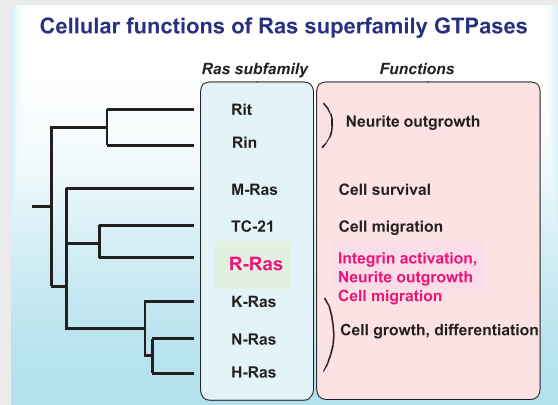 Cellular functions of Ras superfamily GTPases
Ras subfamily
Functions
Rit
Neurite outgrowth
Rin
M-Ras
Cell survival
TC-21
Cell migration
R-Ras
Integrin activation,
Neurite outgrowth
Cell migration
K-Ras
Cell growth, differentiation
N-Ras
H-Ras